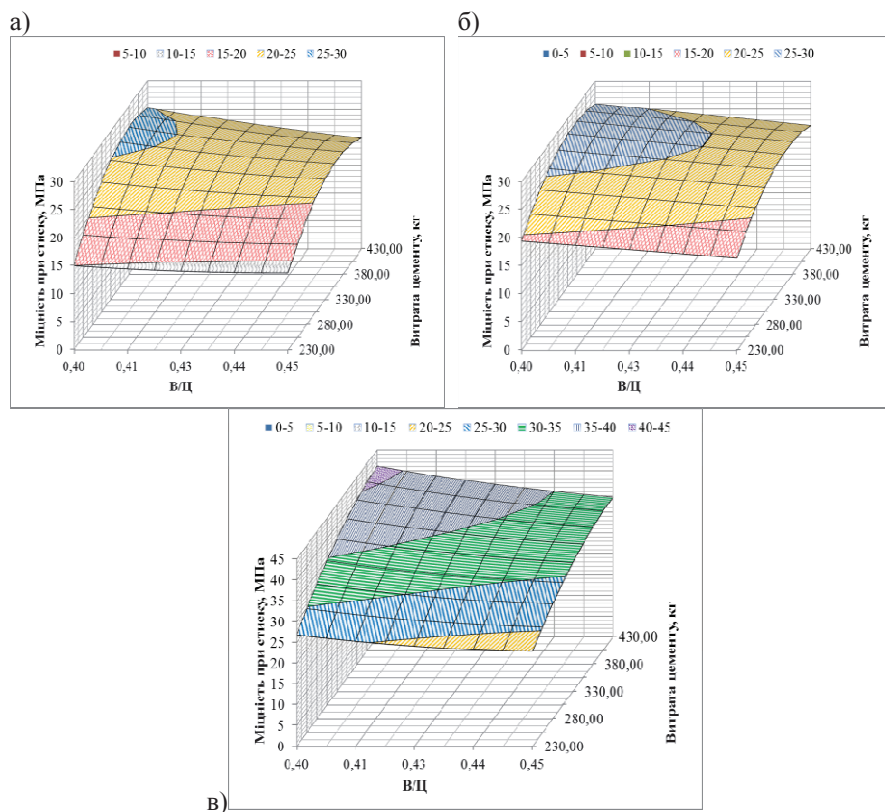 а)
б)
5-10 10-15 15-20 20-25 25-30
0-5 5-10 10-15 15-20 20-25 25-30
Міцність при стиску, МПа
30
25
20
15
10
5
0
0,40 0,41 0,43 0,44 0,45
В/Ц
230,00
280,00
330,00
380,00
430,00
Витрата цементу, кг
Міцність при стиску, МПа
30
25
20
15
10
5
0
0,40 0,41 0,43 0,44 0,45
В/Ц
230,00
280,00
330,00
380,00
430,00
Витрата цементу, кг
0-5 5-10 10-15 20-25 25-30 30-35 35-40 40-45
Міцність при стиску, МПа
45
40
35
30
25
20
15
10
5
0
0,40 0,41 0,43 0,44 0,45
В/Ц
230,00
280,00
330,00
380,00
430,00
Витрата цементу, кг
в)